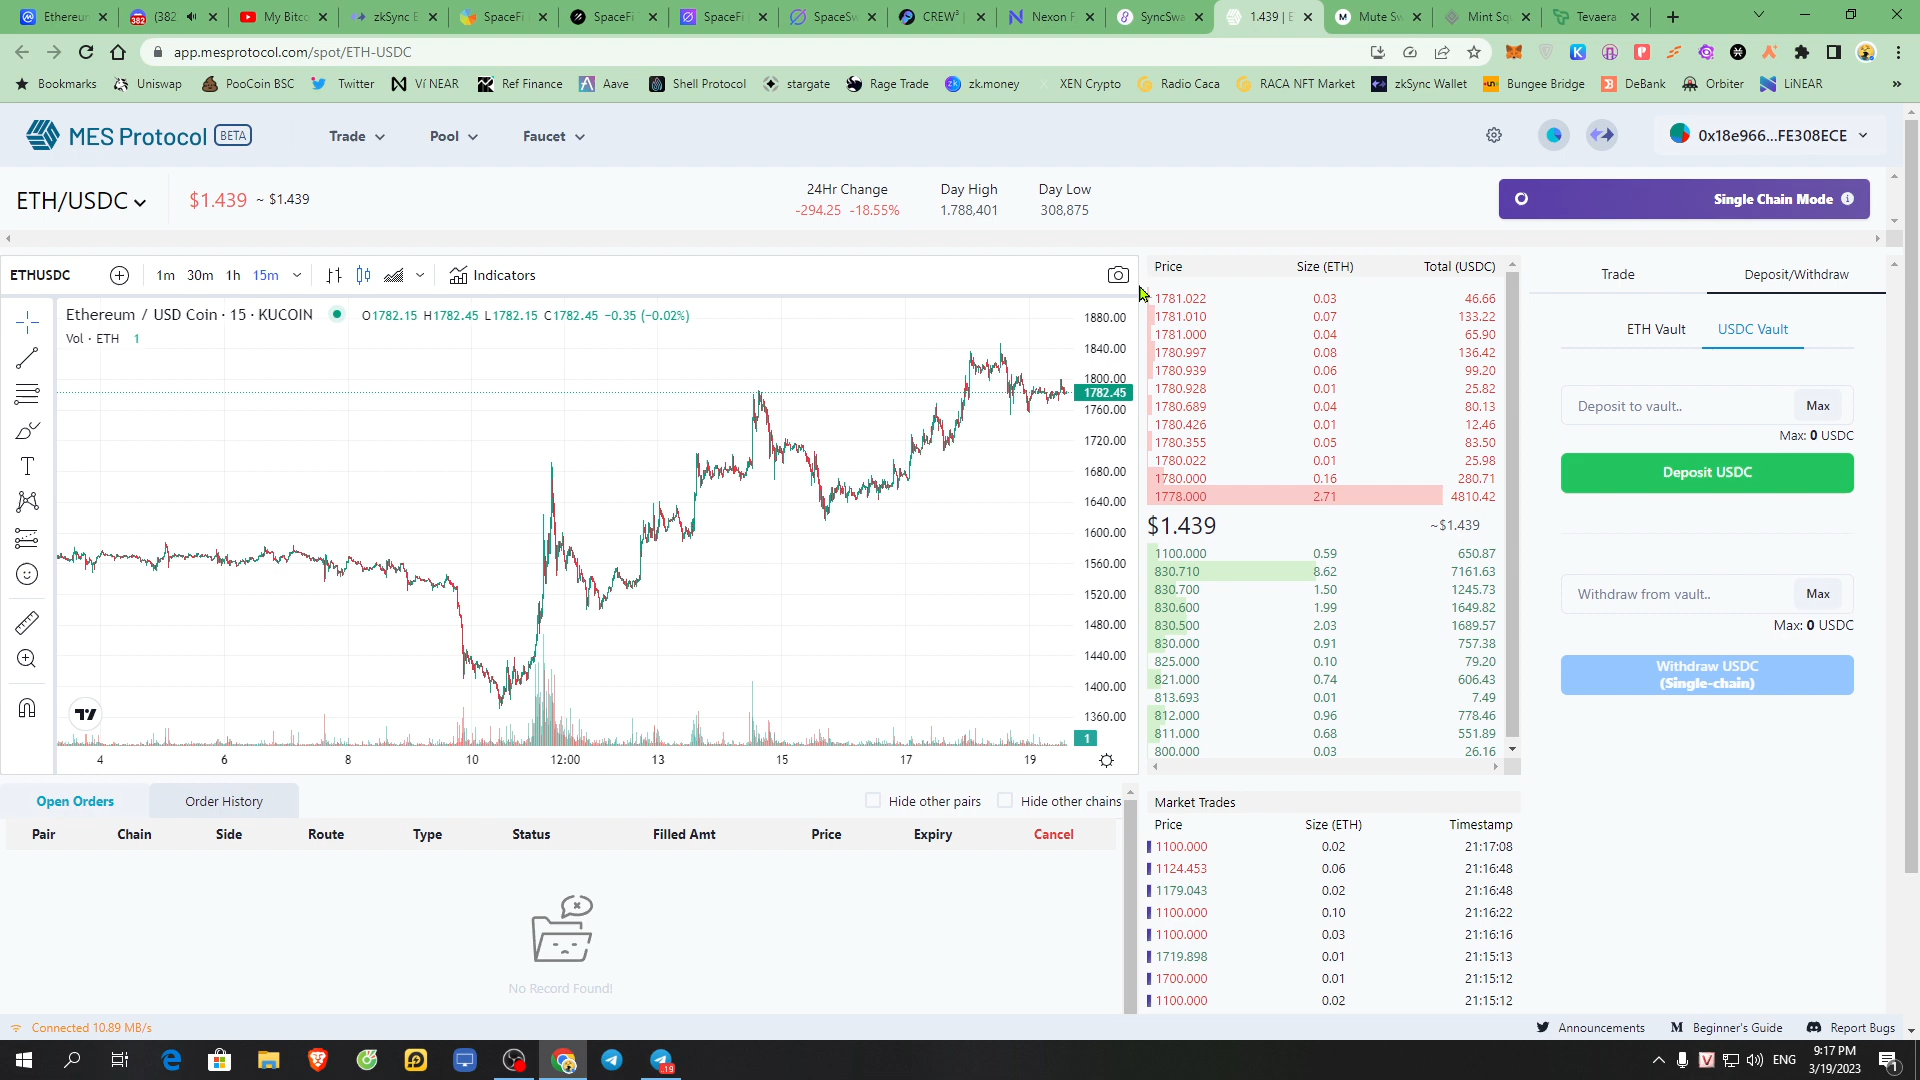 Ethereum
(382
My Bitc
zkSync E
SpaceFi
SpaceFi
SpaceFi
SpaceSw
CREW³
Nexon F
SyncSwa
1.439 | E
Mute Sw
Mint Sq
Tevaera
app.mesprotocol.com/spot/ETH-USDC
Bookmarks
Uniswap
PooCoin BSC
Twitter
Ví NEAR
Ref Finance
Aave
Shell Protocol
stargate
Rage Trade
zk.money
XEN Crypto
Radio Caca
RACA NFT Market
zkSync Wallet
Bungee Bridge
DeBank
Orbiter
LiNEAR
»
MES Protocol BETA
Trade
Pool
Faucet
0x18e966...FE308ECE
ETH/USDC
$1.439 ~ $1.439
24Hr Change
-294.25 -18.55%
Day High
1.788,401
Day Low
308,875
Single Chain Mode
ETHUSDC
1m 30m 1h 15m
Indicators
Ethereum / USD Coin · 15 · KUCOIN
O1782.15 H1782.45 L1782.15 C1782.45 -0.35 (-0.02%)
Vol · ETH 1
1880.00
1840.00
1800.00
1782.45
1760.00
1720.00
1680.00
1640.00
1600.00
1560.00
1520.00
1480.00
1440.00
1400.00
1360.00
1
4 6 8 10 12:00 13 15 17 19
Price Size (ETH) Total (USDC)
1781.022 0.03 46.66
1781.010 0.07 133.22
1781.000 0.04 65.90
1780.997 0.08 136.42
1780.939 0.06 99.20
1780.928 0.01 25.82
1780.689 0.04 80.13
1780.426 0.01 12.46
1780.355 0.05 83.50
1780.022 0.01 25.98
1780.000 0.16 280.71
1778.000 2.71 4810.42
$1.439 ~$1.439
1100.000 0.59 650.87
830.710 8.62 7161.63
830.700 1.50 1245.73
830.600 1.99 1649.82
830.500 2.03 1689.57
830.000 0.91 757.38
825.000 0.10 79.20
821.000 0.74 606.43
813.693 0.01 7.49
812.000 0.96 778.46
811.000 0.68 551.89
800.000 0.03 26.16
Trade
Deposit/Withdraw
ETH Vault
USDC Vault
Deposit to vault..
Max
Max: 0 USDC
Deposit USDC
Withdraw from vault..
Max
Max: 0 USDC
Withdraw USDC
(Single-chain)
Open Orders
Order History
Hide other pairs
Hide other chains
Pair Chain Side Route Type Status Filled Amt Price Expiry Cancel
No Record Found!
Market Trades
Price Size (ETH) Timestamp
1100.000 0.02 21:17:08
1124.453 0.06 21:16:48
1179.043 0.02 21:16:48
1100.000 0.10 21:16:22
1100.000 0.03 21:16:16
1719.898 0.01 21:15:13
1700.000 0.01 21:15:12
1100.000 0.02 21:15:12
Connected 10.89 MB/s
Announcements
Beginner's Guide
Report Bugs
ENG
9:17 PM
3/19/2023